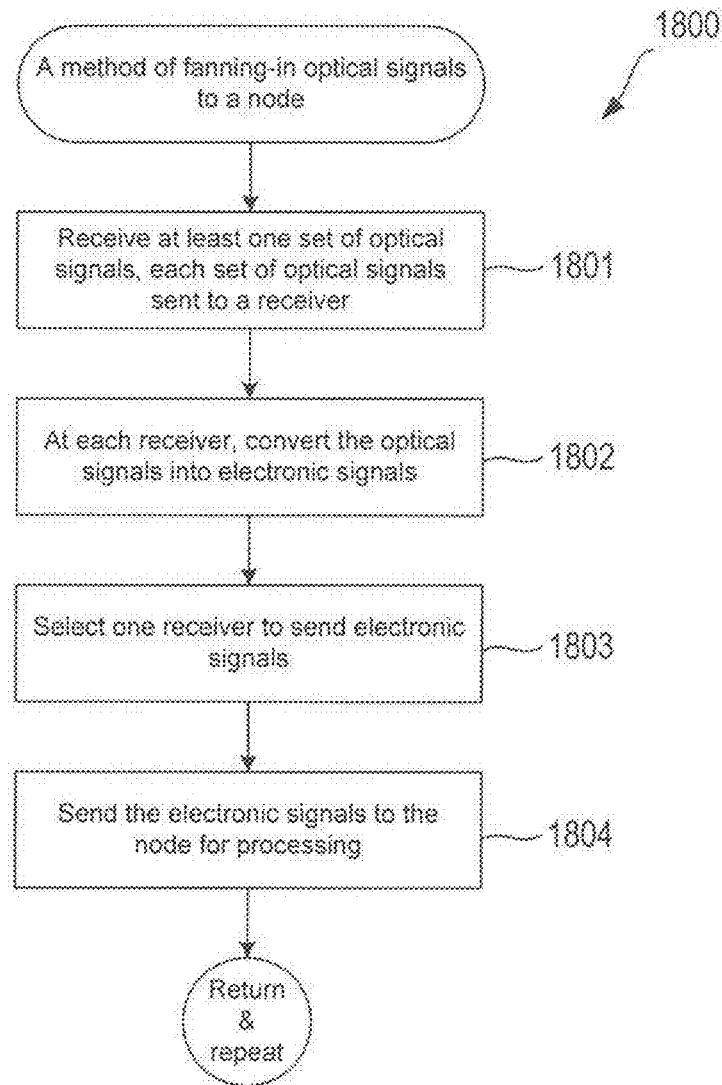 1800
A method of fanning-in optical signals
to a node
Receive at least one set of optical
signals, each set of optical signals
sent to a receiver
1801
At each receiver, convert the optical
signals into electronic signals
1802
Select one receiver to send electronic
signals
1803
Send the electronic signals to the
node for processing
1804
Return
&
repeat